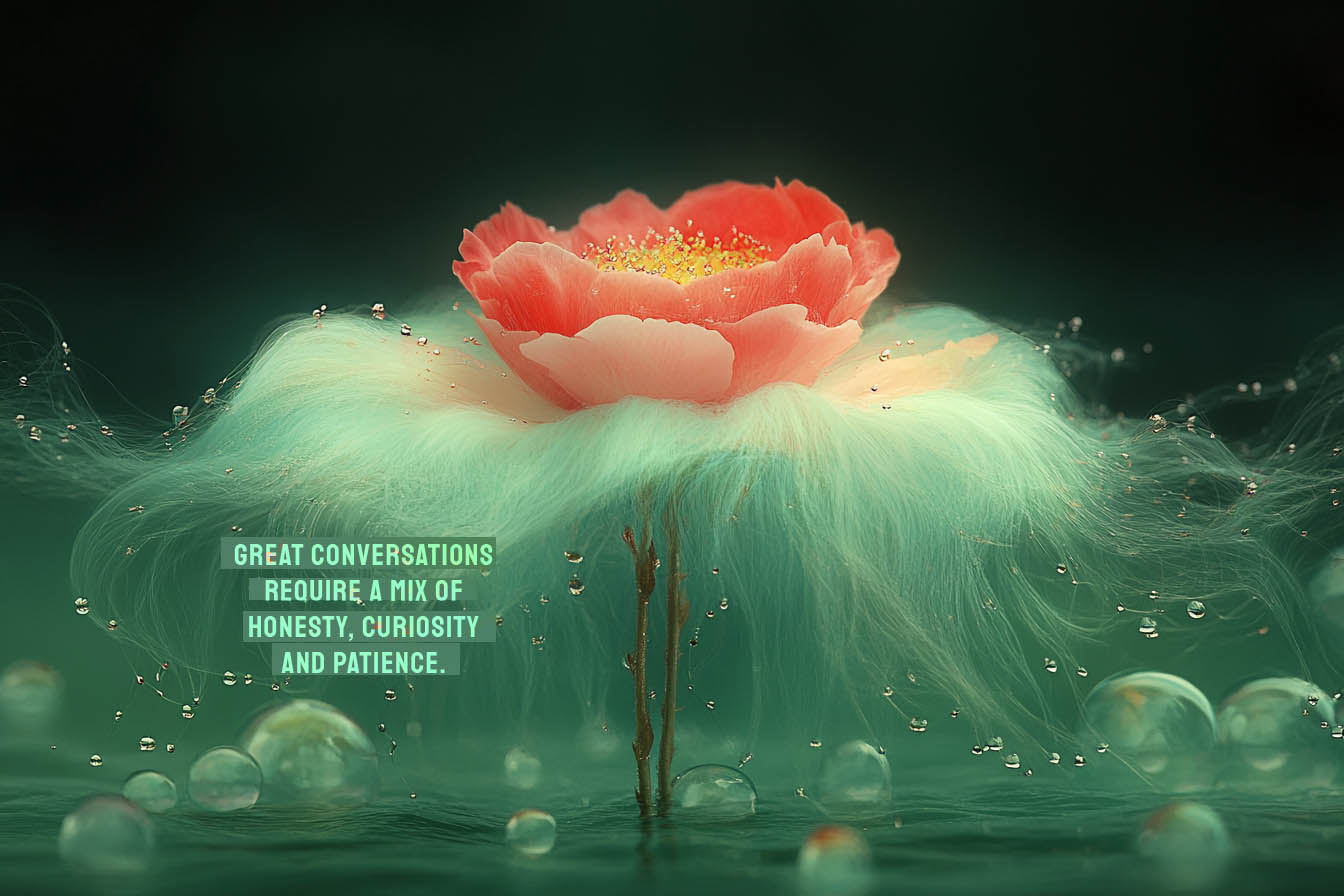 GREAT CONVERSATIONS
REQUIRE A MIX OF
HONESTY, CURIOSITY
AND PATIENCE.